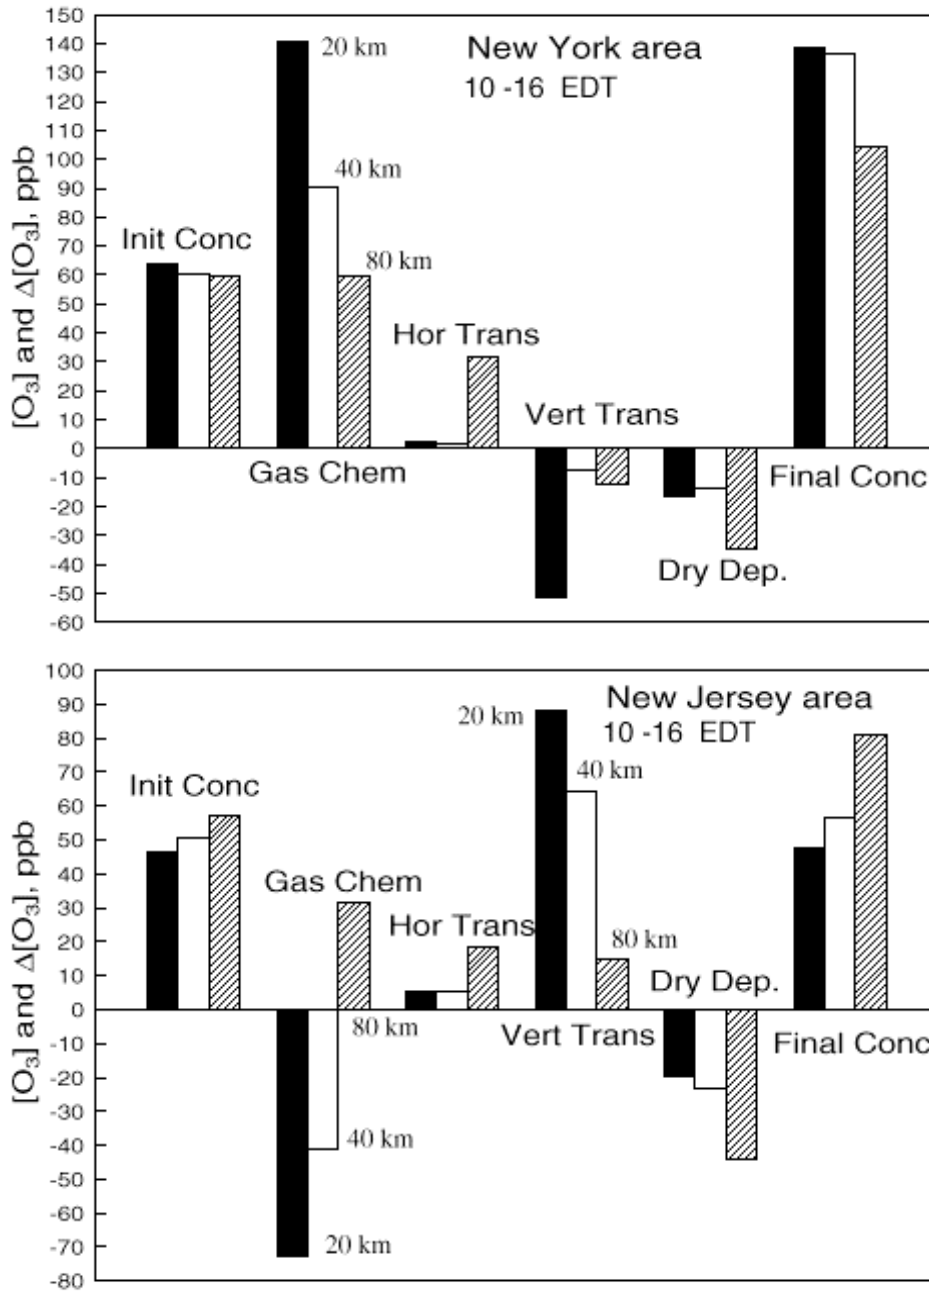 150
140
130
120
110
100
90
80
70
60
50
40
30
20
10
0
-10
-20
-30
-40
-50
-60
[O3] and Δ[O3], ppb
New York area
10 -16 EDT
20 km
40 km
80 km
Init Conc
Gas Chem
Hor Trans
Vert Trans
Dry Dep.
Final Conc
100
90
80
70
60
50
40
30
20
10
0
-10
-20
-30
-40
-50
-60
-70
-80
[O3] and Δ[O3], ppb
New Jersey area
10 -16 EDT
20 km
40 km
80 km
Init Conc
Gas Chem
Hor Trans
Dry Dep.
80 km
Vert Trans
Final Conc
40 km
20 km